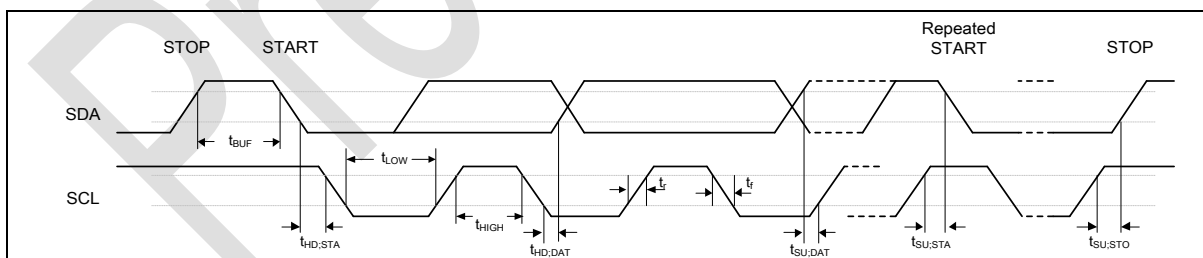 STOP
START
Repeated
START
STOP
SDA
tBUF
tLOW
tr
tf
SCL
tHIGH
tHD;STA
tHD;DAT
tSU;DAT
tSU;STA
tSU;STO